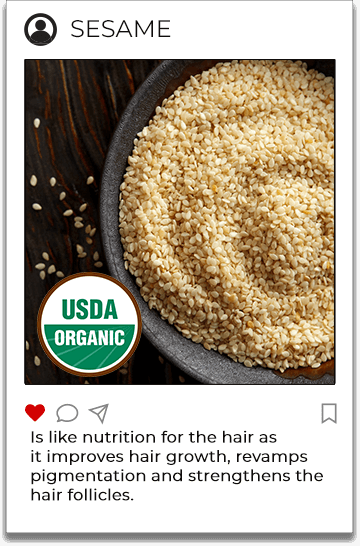 SESAME
USDA
ORGANIC
Is like nutrition for the hair as
it improves hair growth, revamps
pigmentation and strengthens the
hair follicles.